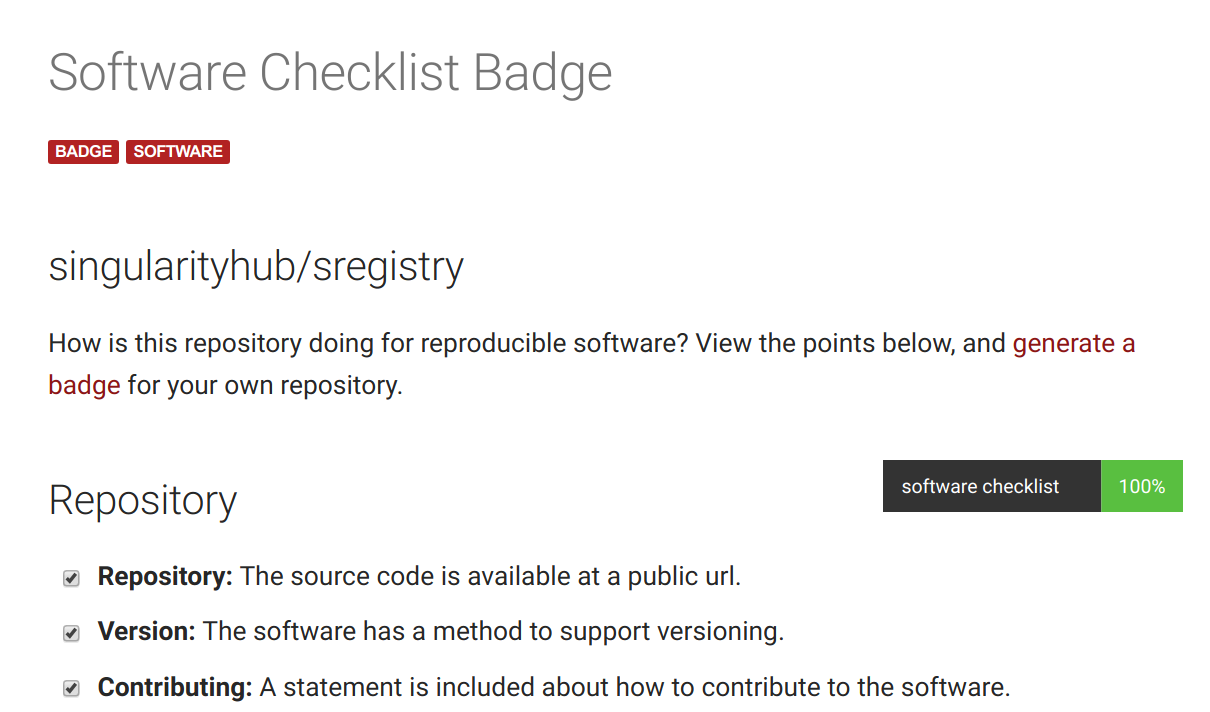 Software Checklist Badge
BADGE SOFTWARE
singularityhub/sregistry
How is this repository doing for reproducible software? View the points below, and generate a
badge for your own repository.
software checklist 100%
Repository
Repository: The source code is available at a public url.
Version: The software has a method to support versioning.
Contributing: A statement is included about how to contribute to the software.